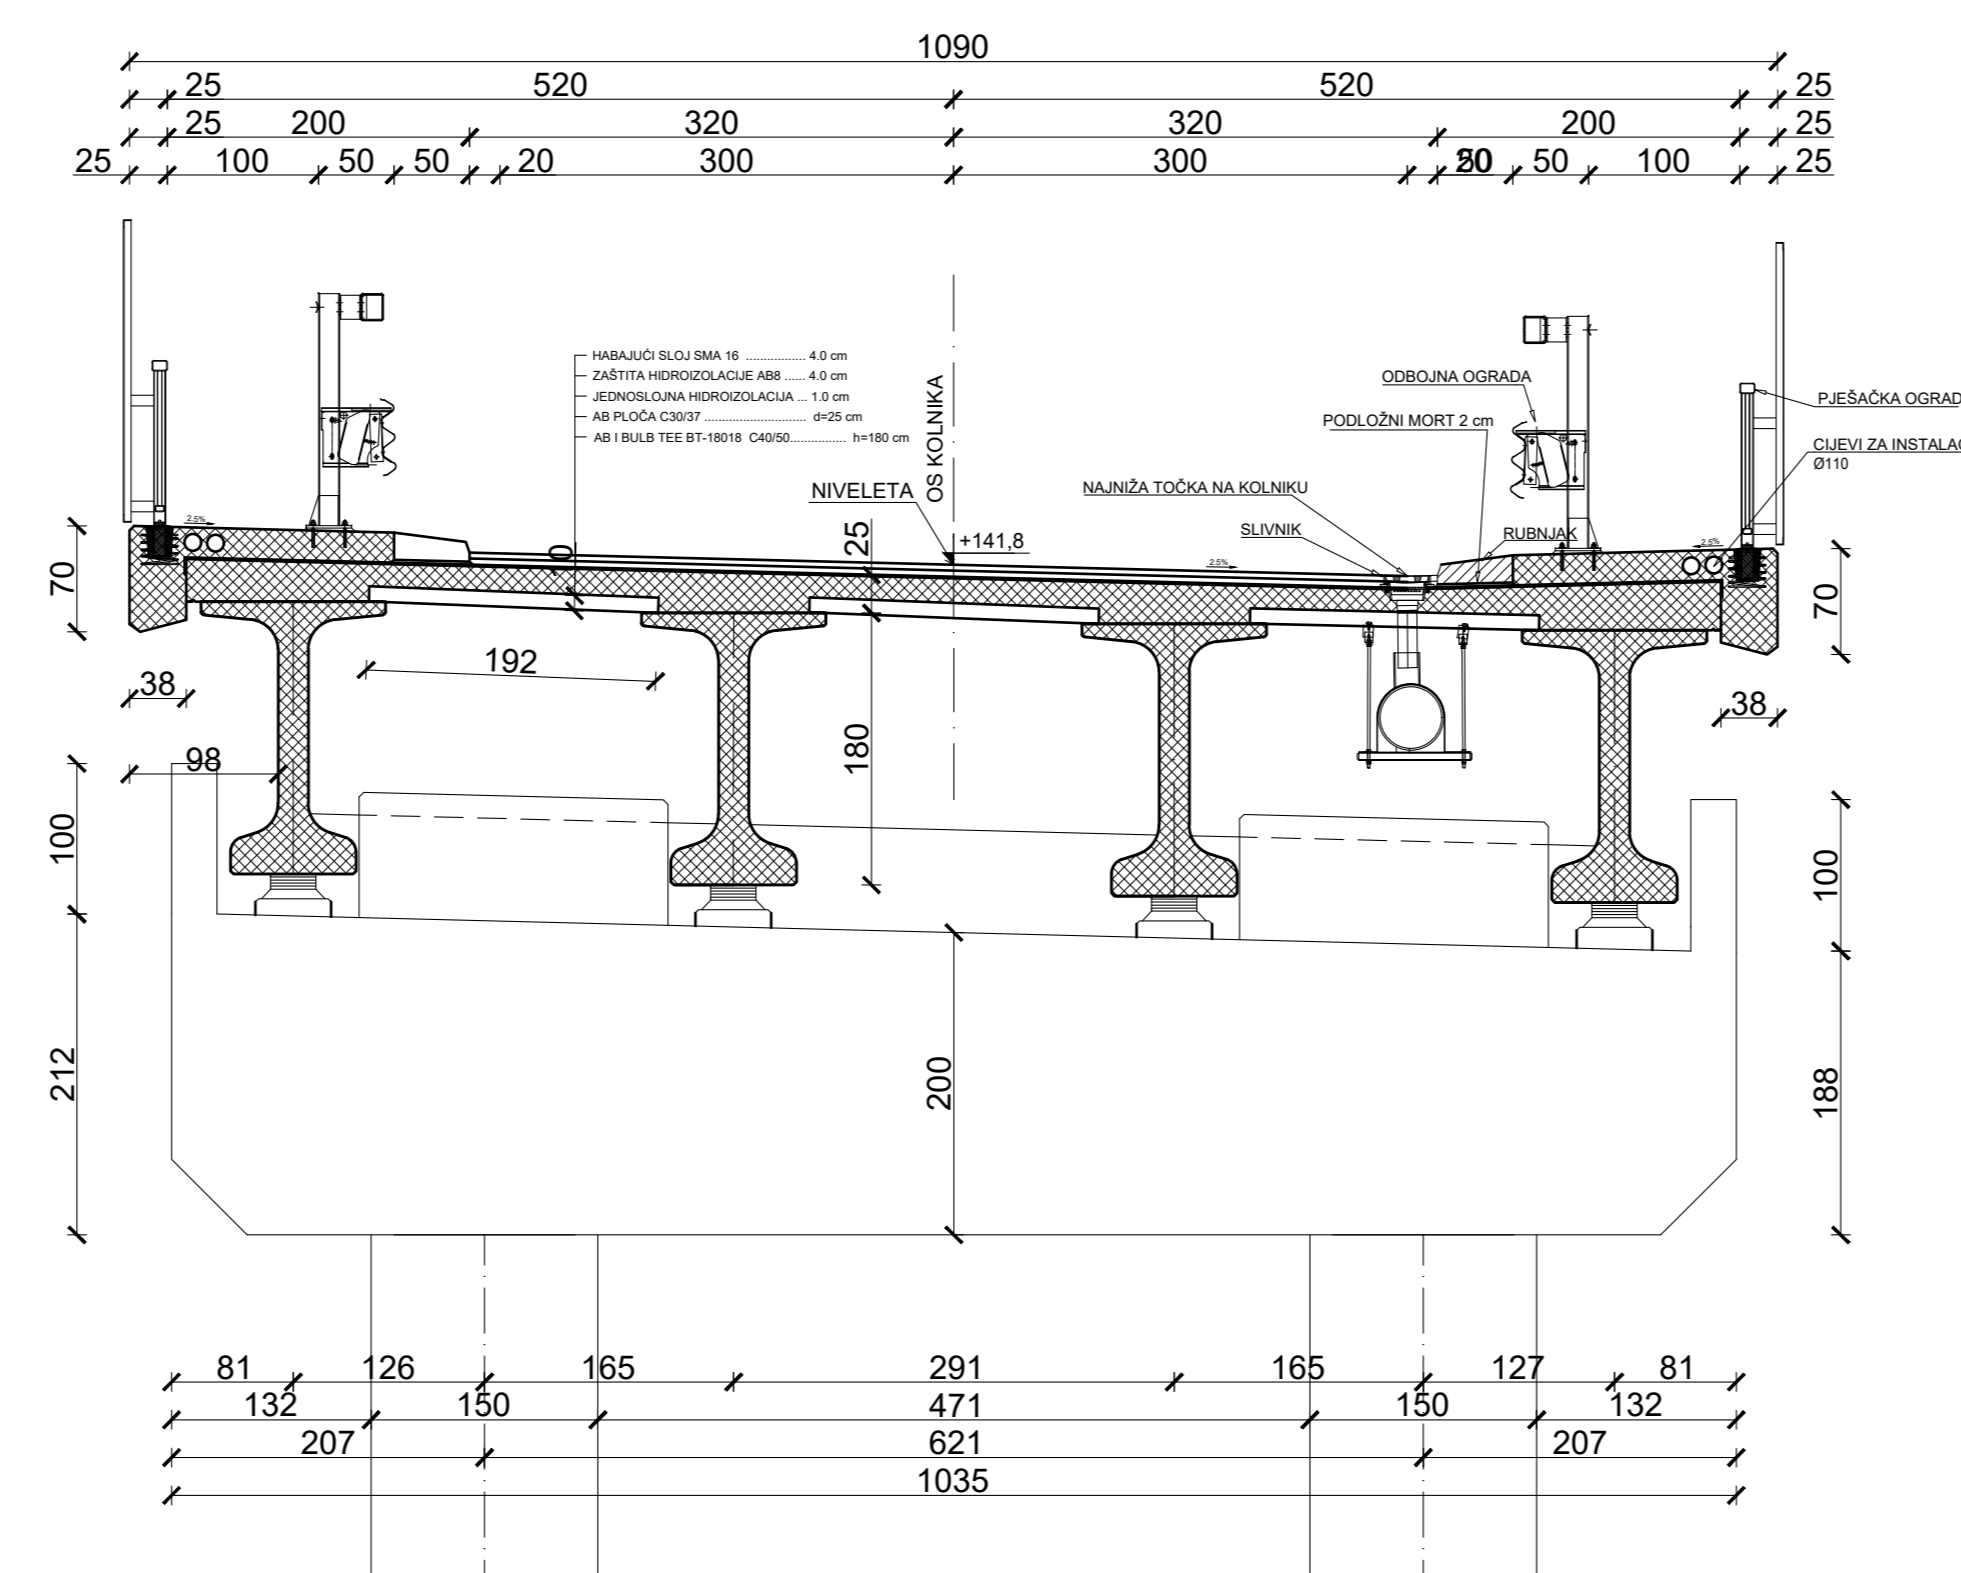 1090
25 520 520 25
25 200 320 320 200 25
25 100 50 50 20 300 300 20 50 50 100 25
HABAJUĆI SLOJ SMA 16 ................. 4.0 cm
ZAŠTITA HIDROIZOLACIJE AB8 ...... 4.0 cm
JEDNOSLOJNA HIDROIZOLACIJA ... 1.0 cm
AB PLOČA C30/37 ............................. d=25 cm
AB I BULB TEE BT-18018 C40/50................ h=180 cm
OS KOLNIKA
ODBOJNA OGRADA
PODLOŽNI MORT 2 cm
PJEŠAČKA OGRAD
CIJEVI ZA INSTALAC
Ø110
NIVELETA
NAJNIŽA TOČKA NA KOLNIKU
SLIVNIK
RUBNJAK
+141,8
2.5%
2.5%
2.5%
25
70
70
192
38
38
98
180
100
100
212
200
188
81 126 165 291 165 127 81
132 150 471 150 132
207 621 207
1035